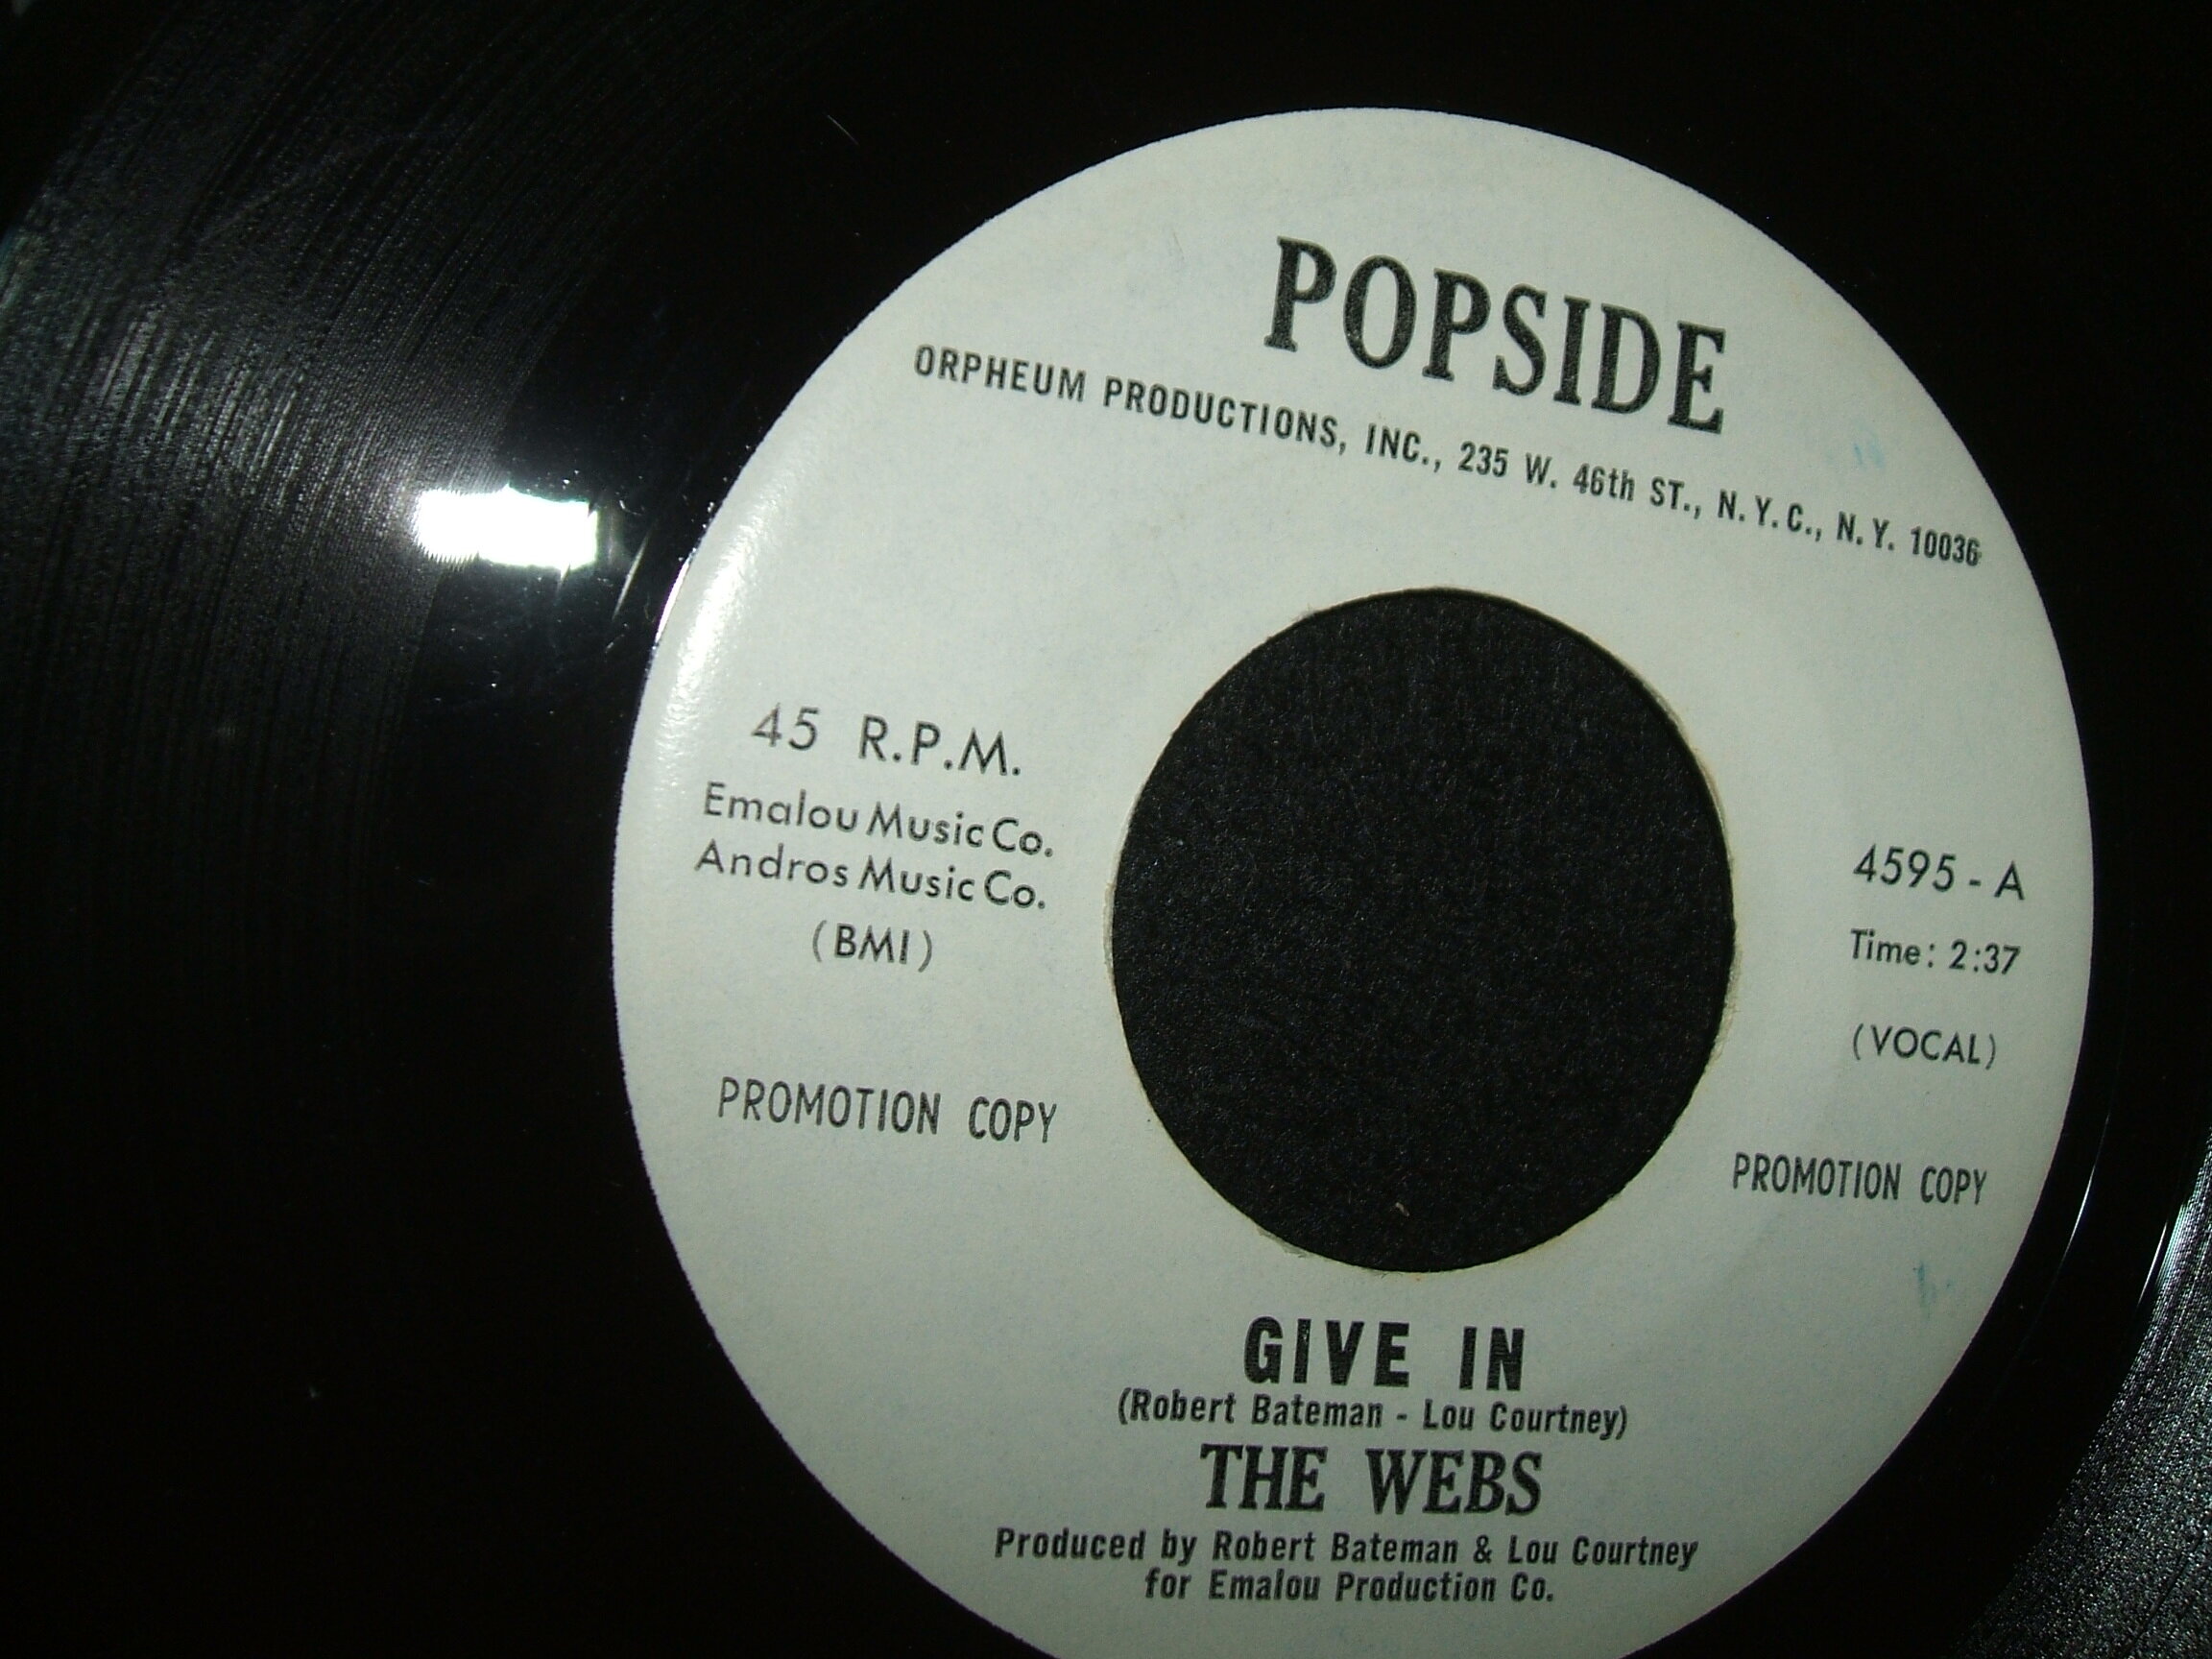 POPSIDE
ORPHEUM PRODUCTIONS, INC., 235 W. 46th ST., N.Y.C., N.Y. 10036
45 R.P.M.
Emalou Music Co.
Andros Music Co.
(BMI)
PROMOTION COPY
4595 - A
Time: 2:37
(VOCAL)
PROMOTION COPY
GIVE IN
(Robert Bateman - Lou Courtney)
THE WEBS
Produced by Robert Bateman & Lou Courtney
for Emalou Production Co.